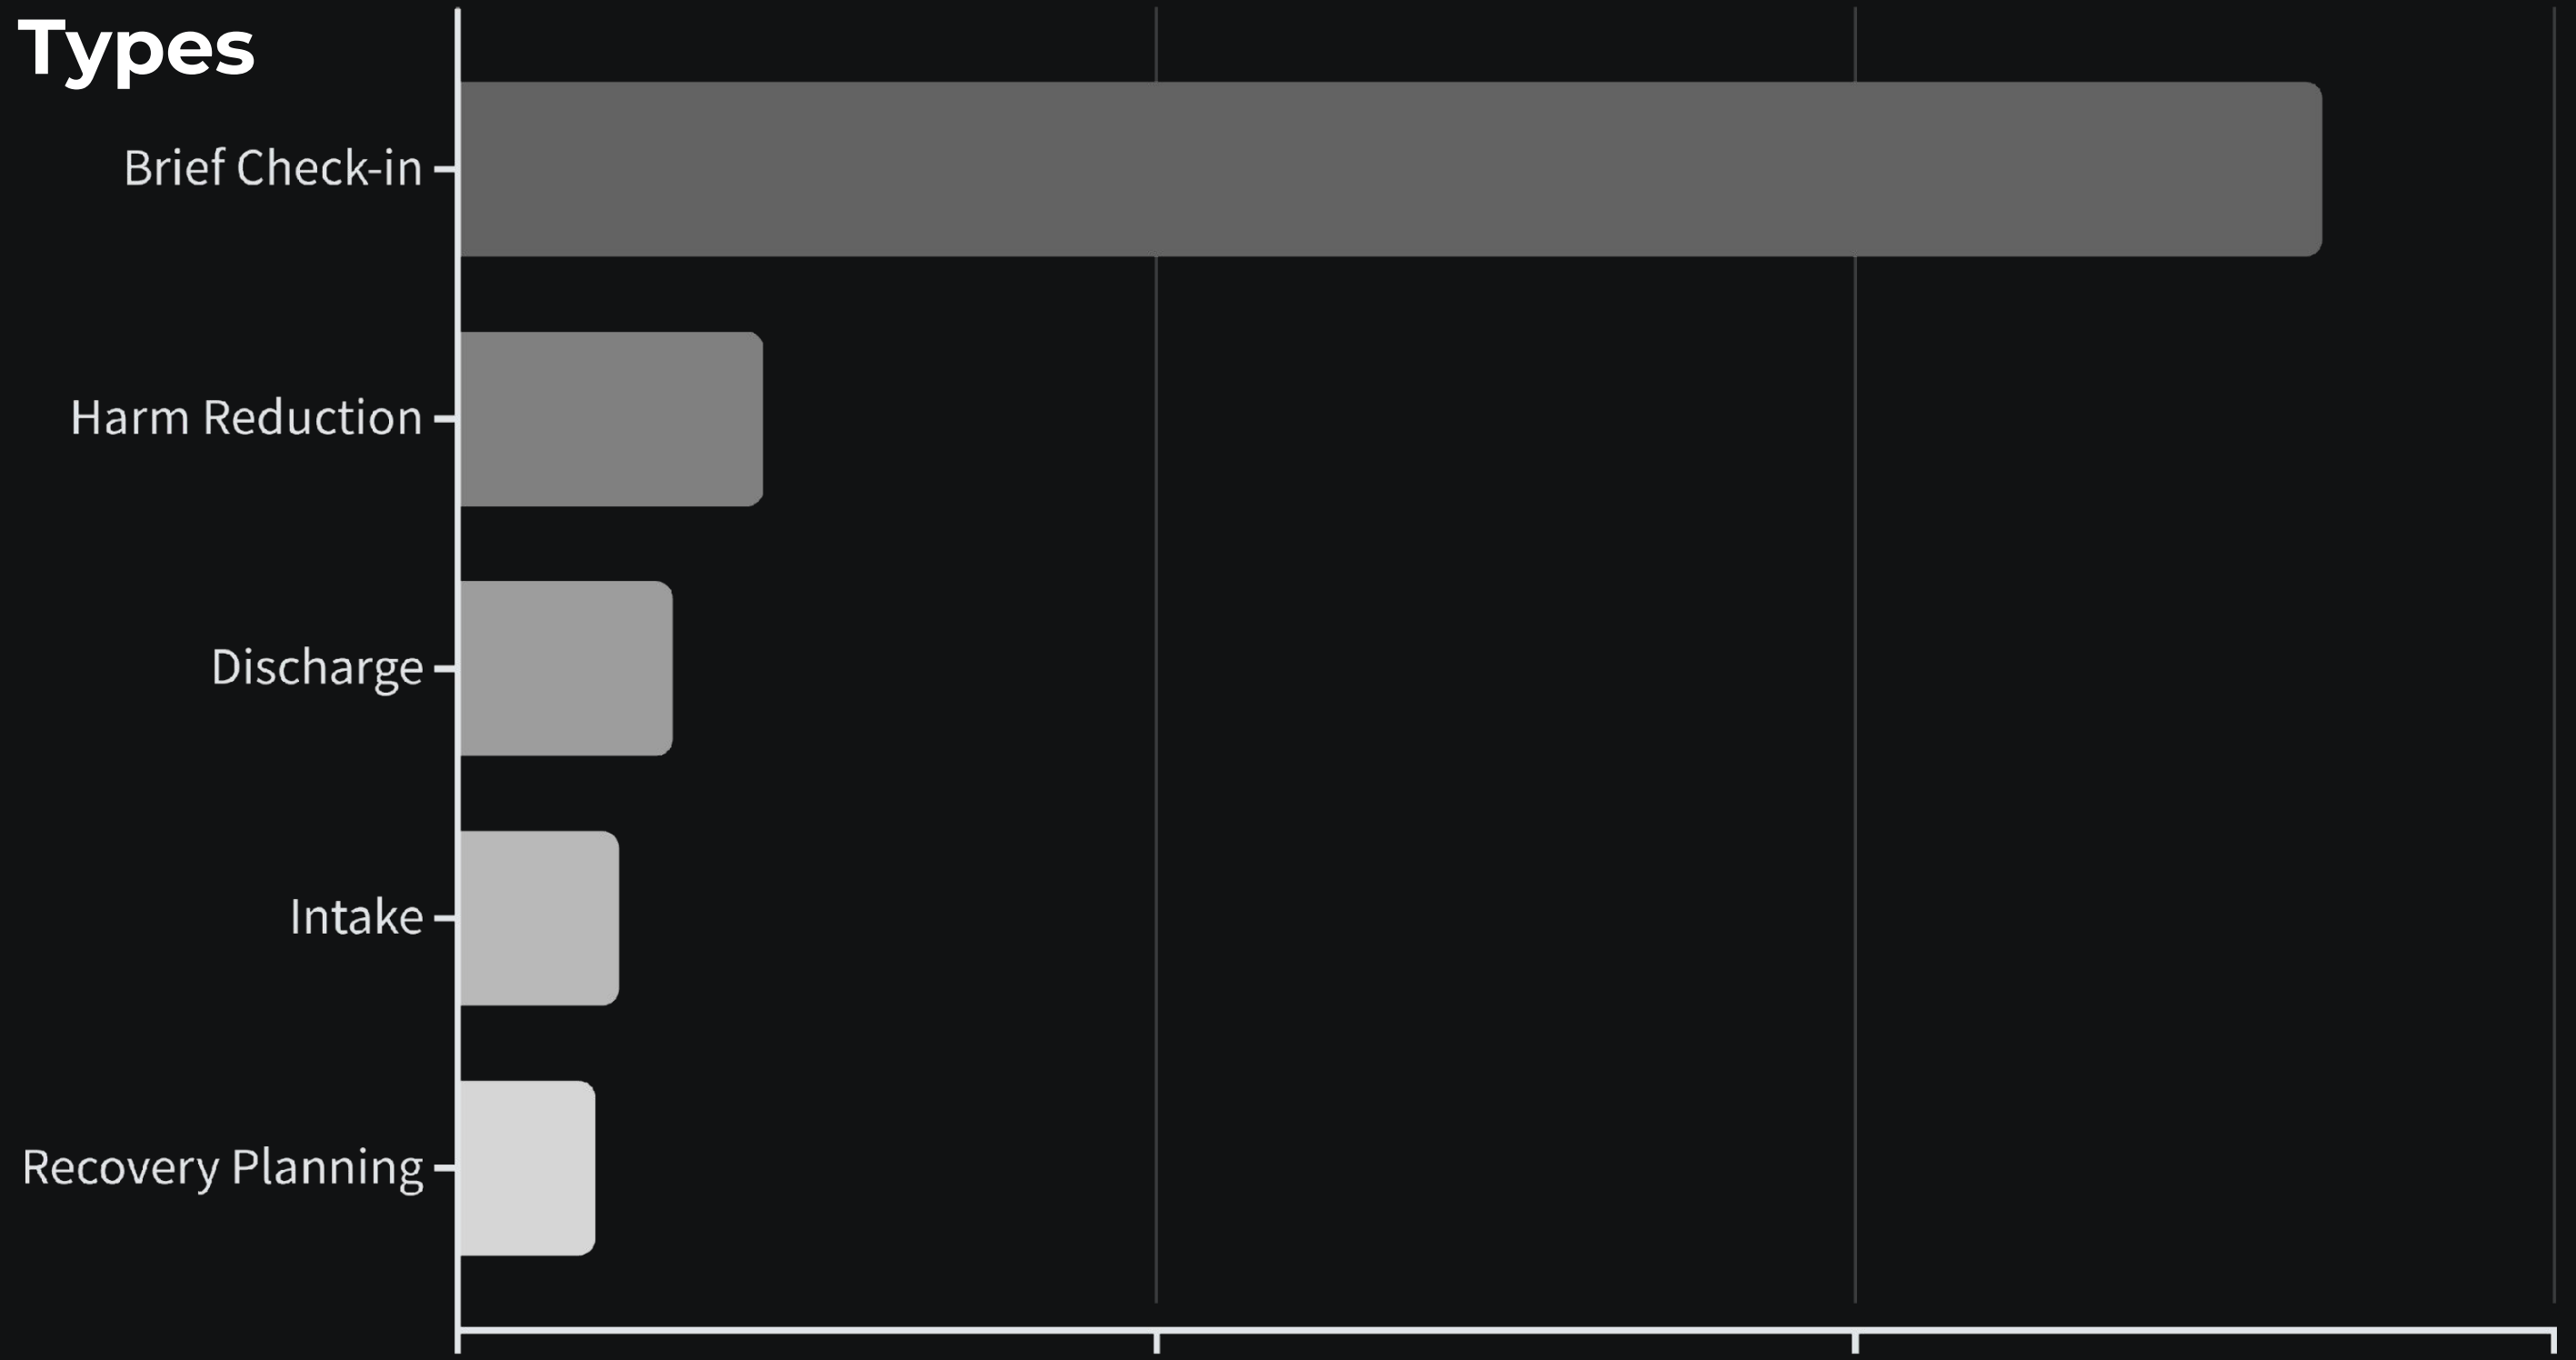 Types
Brief Check-in
Harm Reduction
Discharge
Intake
Recovery Planning